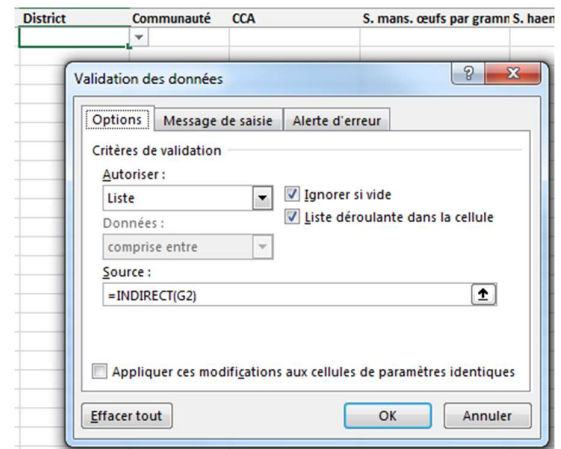 District Communauté CCA S. mans. œufs par gramn S. haen
Validation des données
Options Message de saisie Alerte d'erreur
Critères de validation
Autoriser :
Liste
Ignorer si vide
Liste déroulante dans la cellule
Données :
comprise entre
Source :
=INDIRECT(G2)
Appliquer ces modifications aux cellules de paramètres identiques
Effacer tout OK Annuler